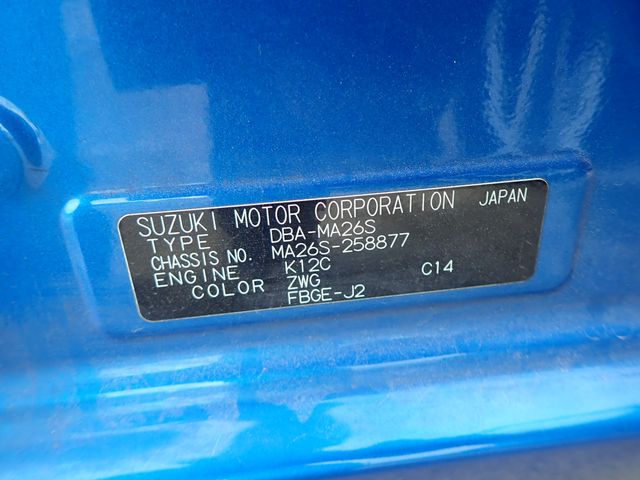 SUZUKI MOTOR CORPORATION JAPAN
TYPE DBA-MA26S
CHASSIS NO. MA26S-258877
ENGINE K12C
COLOR ZWG C14
FBGE-J2